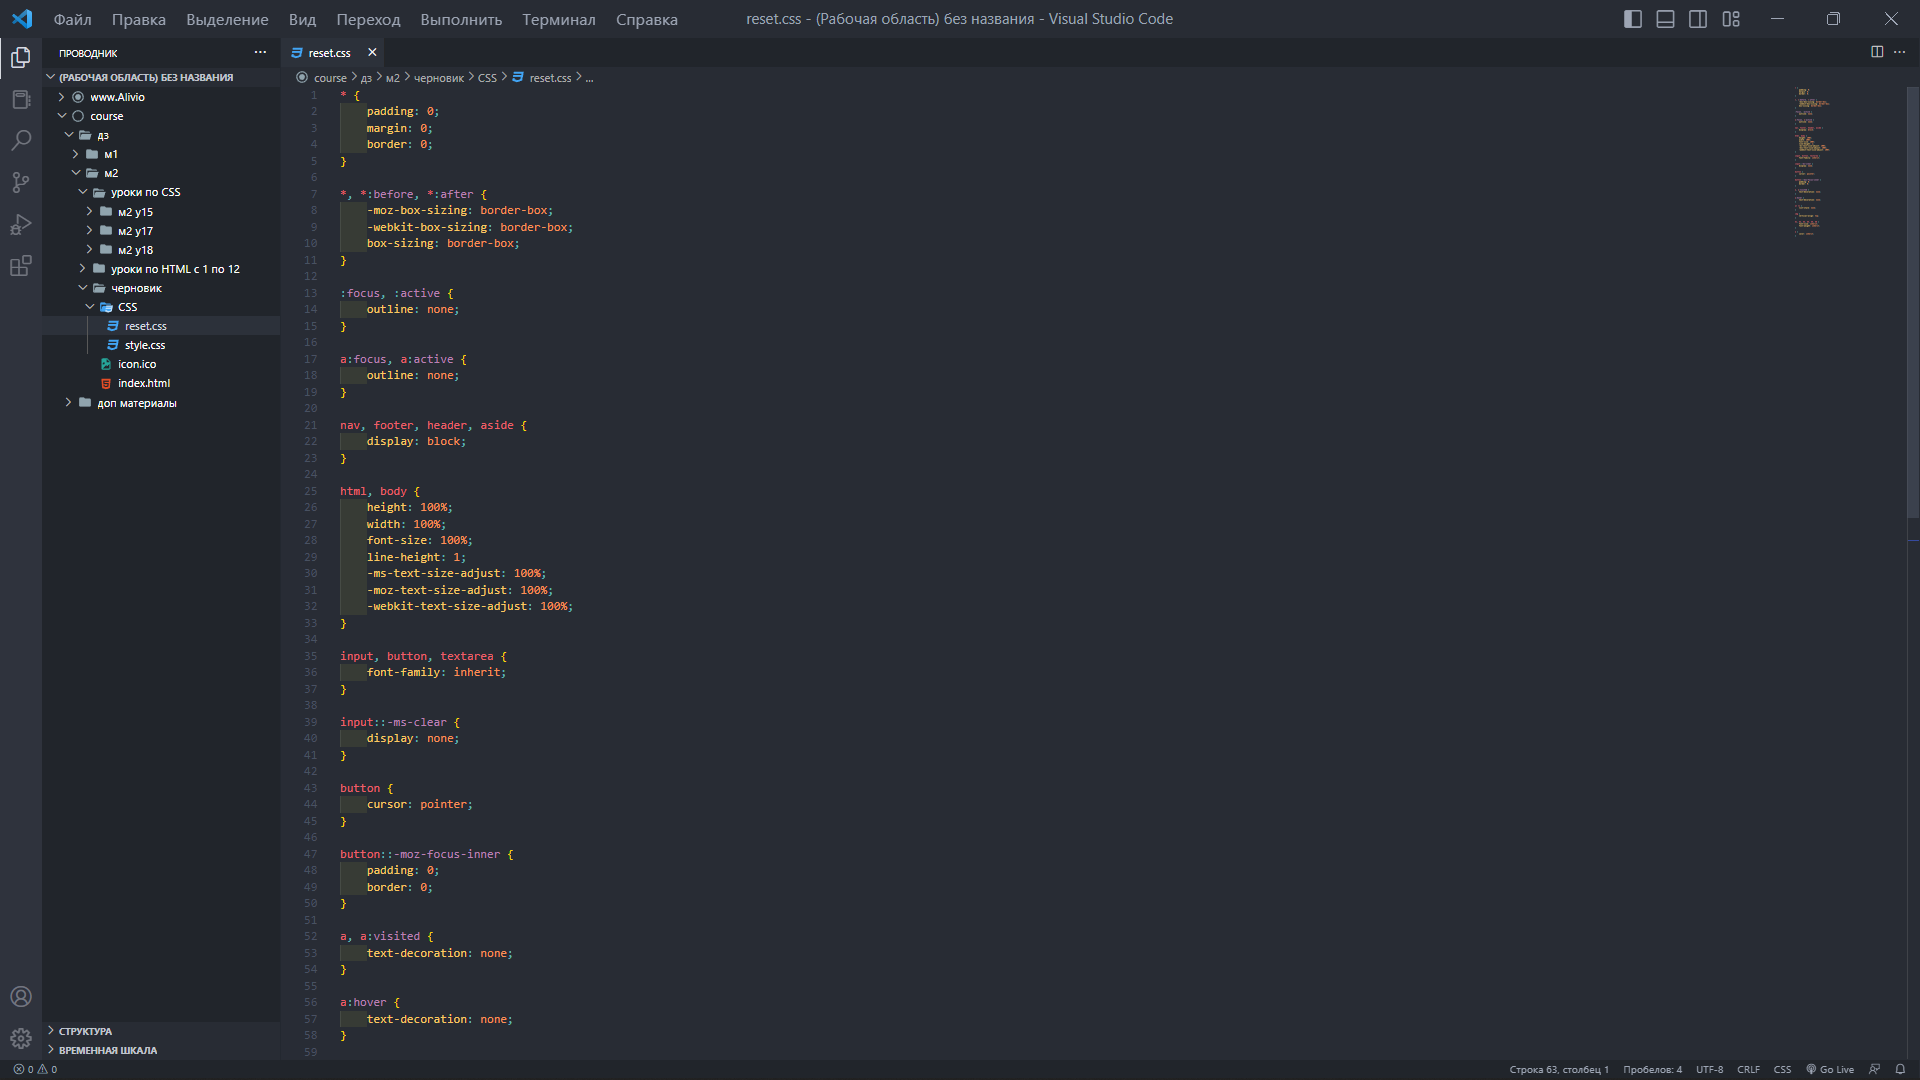 Файл Правка Выделение Вид Переход Выполнить Терминал Справка
reset.css - (Рабочая область) без названия - Visual Studio Code
ПРОВОДНИК
(РАБОЧАЯ ОБЛАСТЬ) БЕЗ НАЗВАНИЯ
www.Alivio
course
дз
м1
м2
уроки по CSS
м2 у15
м2 у17
м2 у18
уроки по HTML с 1 по 12
черновик
CSS
reset.css
style.css
icon.ico
index.html
доп материалы
СТРУКТУРА
ВРЕМЕННАЯ ШКАЛА
reset.css
course > дз > м2 > черновик > CSS > reset.css > ...
1 * {
2 padding: 0;
3 margin: 0;
4 border: 0;
5 }
6
7 *, *:before, *:after {
8 -moz-box-sizing: border-box;
9 -webkit-box-sizing: border-box;
10 box-sizing: border-box;
11 }
12
13 :focus, :active {
14 outline: none;
15 }
16
17 a:focus, a:active {
18 outline: none;
19 }
20
21 nav, footer, header, aside {
22 display: block;
23 }
24
25 html, body {
26 height: 100%;
27 width: 100%;
28 font-size: 100%;
29 line-height: 1;
30 -ms-text-size-adjust: 100%;
31 -moz-text-size-adjust: 100%;
32 -webkit-text-size-adjust: 100%;
33 }
34
35 input, button, textarea {
36 font-family: inherit;
37 }
38
39 input::-ms-clear {
40 display: none;
41 }
42
43 button {
44 cursor: pointer;
45 }
46
47 button::-moz-focus-inner {
48 padding: 0;
49 border: 0;
50 }
51
52 a, a:visited {
53 text-decoration: none;
54 }
55
56 a:hover {
57 text-decoration: none;
58 }
59
0 0
Строка 63, столбец 1 Пробелов: 4 UTF-8 CRLF CSS Go Live